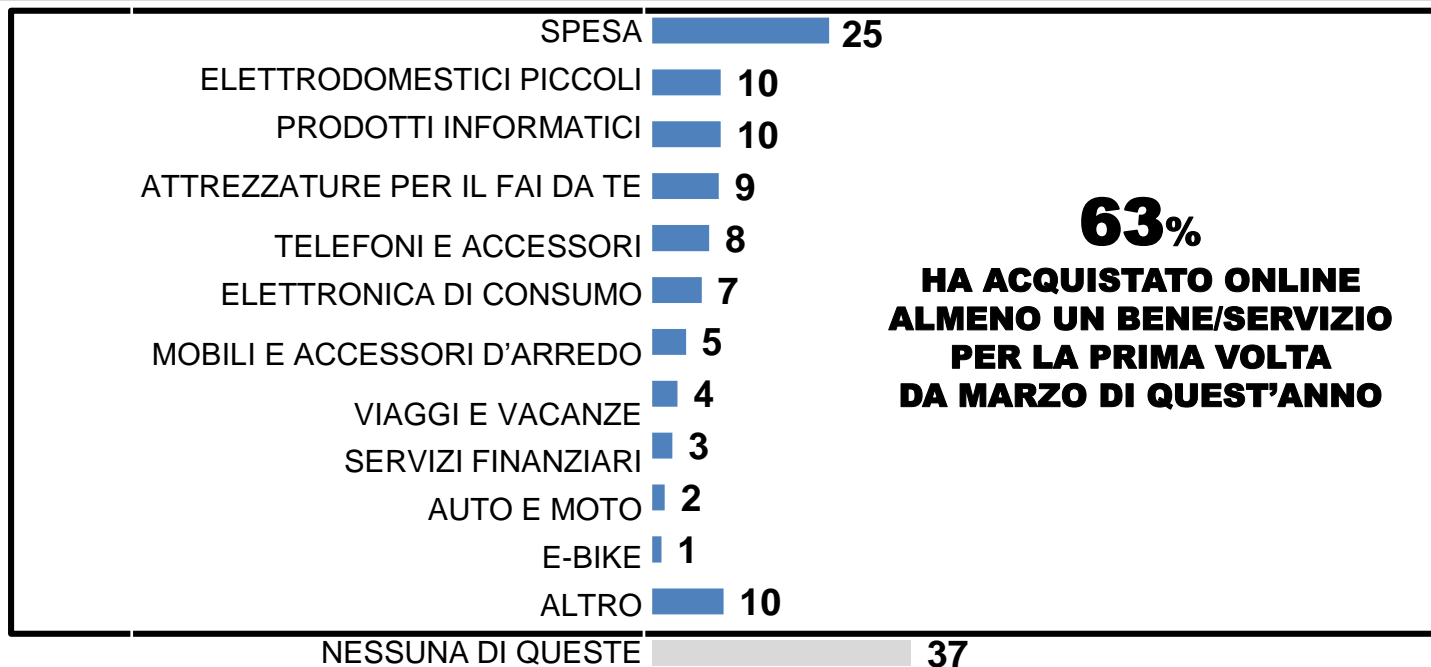 SPESA 25
ELETTRODOMESTICI PICCOLI 10
PRODOTTI INFORMATICI 10
ATTREZZATURE PER IL FAI DA TE 9
TELEFONI E ACCESSORI 8
ELETTRONICA DI CONSUMO 7
MOBILI E ACCESSORI D'ARREDO 5
VIAGGI E VACANZE 4
SERVIZI FINANZIARI 3
AUTO E MOTO 2
E-BIKE 1
ALTRO 10
NESSUNA DI QUESTE 37
63%
HA ACQUISTATO ONLINE
ALMENO UN BENE/SERVIZIO
PER LA PRIMA VOLTA
DA MARZO DI QUEST'ANNO